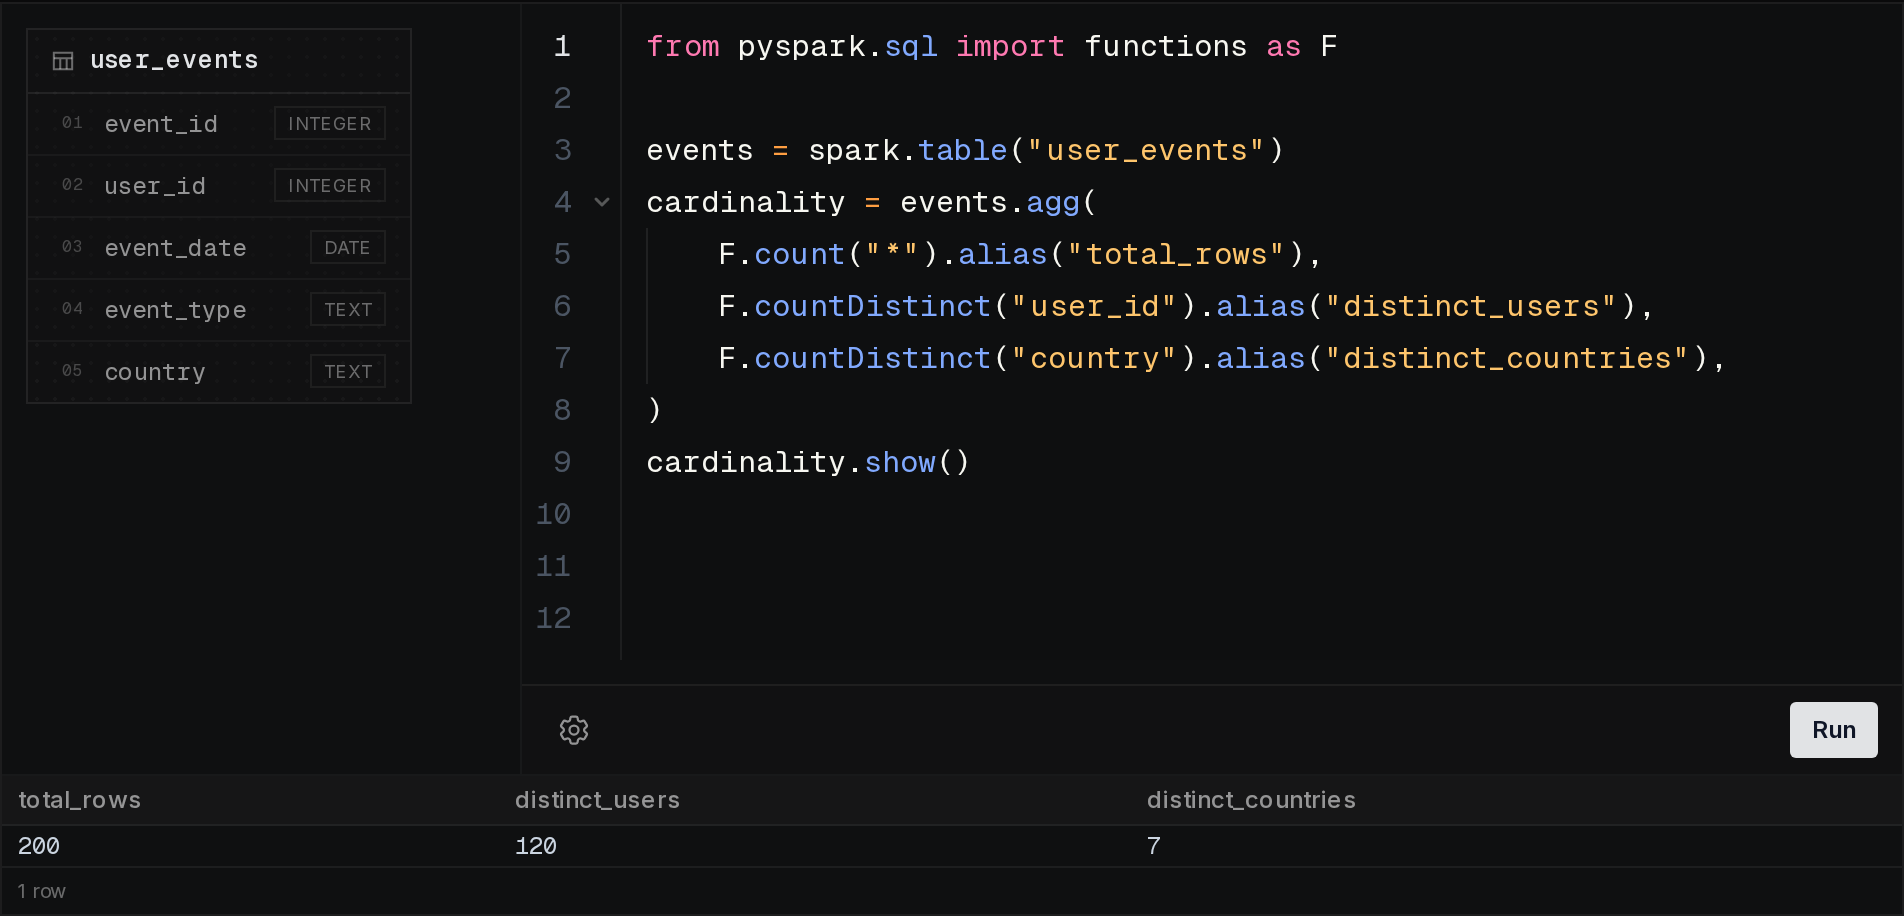 user_events
01 event_id INTEGER
02 user_id INTEGER
03 event_date DATE
04 event_type TEXT
05 country TEXT
1 from pyspark.sql import functions as F
2
3 events = spark.table("user_events")
4 cardinality = events.agg(
5     F.count("*").alias("total_rows"),
6     F.countDistinct("user_id").alias("distinct_users"),
7     F.countDistinct("country").alias("distinct_countries"),
8 )
9 cardinality.show()
10
11
12
Run
total_rows distinct_users distinct_countries
200 120 7
1 row